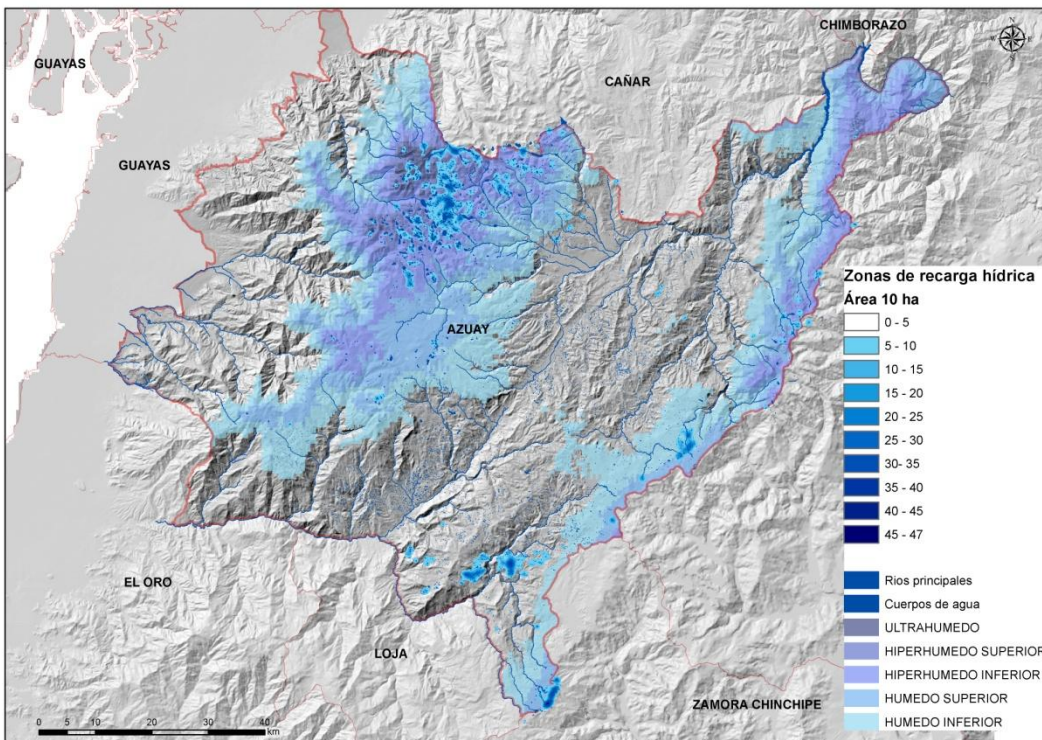 CHIMBORAZO
N
W E
S
GUAYAS
CAÑAR
GUAYAS
Zonas de recarga hídrica
Área 10 ha
0 - 5
5 - 10
10 - 15
15 - 20
20 - 25
25 - 30
30- 35
35 - 40
40 - 45
45 - 47
AZUAY
Rios principales
Cuerpos de agua
ULTRAHUMEDO
HIPERHUMEDO SUPERIOR
HIPERHUMEDO INFERIOR
HUMEDO SUPERIOR
HUMEDO INFERIOR
EL ORO
LOJA
ZAMORA CHINCHIPE
0 5 10 20 30 40
km